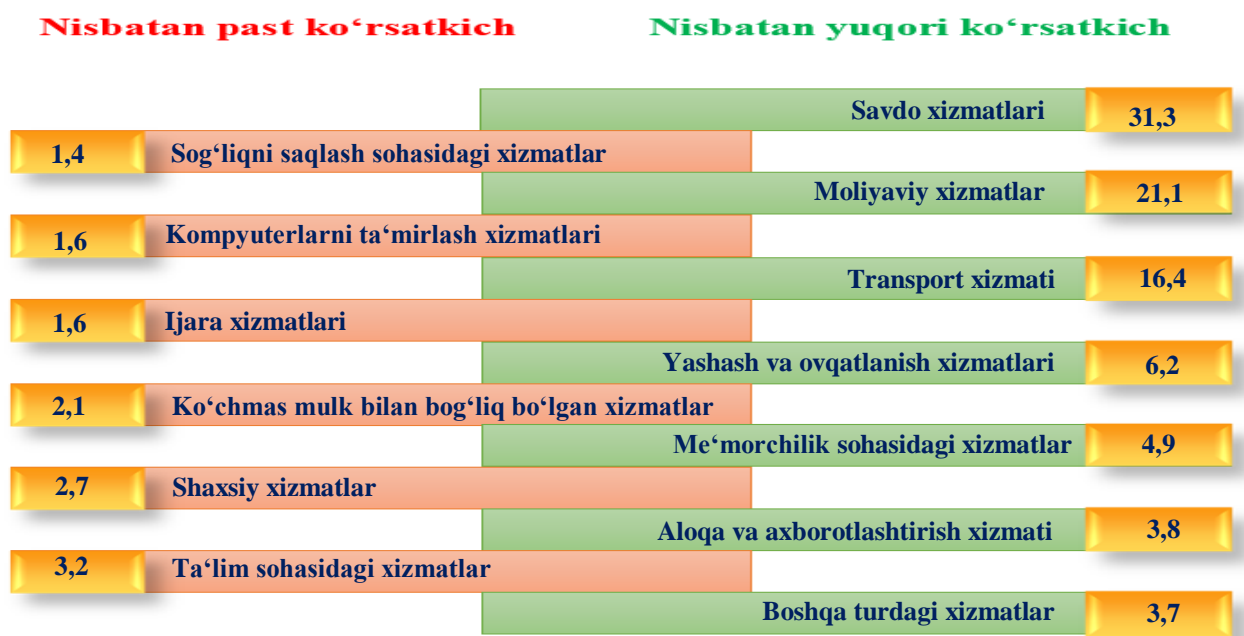 Nisbatan past ko‘rsatkich
Nisbatan yuqori ko‘rsatkich
Savdo xizmatlari 31,3
1,4 Sog‘liqni saqlash sohasidagi xizmatlar
Moliyaviy xizmatlar 21,1
1,6 Kompyuterlarni ta‘mirlash xizmatlari
Transport xizmati 16,4
1,6 Ijara xizmatlari
Yashash va ovqatlanish xizmatlari 6,2
2,1 Ko‘chmas mulk bilan bog‘liq bo‘lgan xizmatlar
Me‘morchilik sohasidagi xizmatlar 4,9
2,7 Shaxsiy xizmatlar
Aloqa va axborotlashtirish xizmati 3,8
3,2 Ta‘lim sohasidagi xizmatlar
Boshqa turdagi xizmatlar 3,7